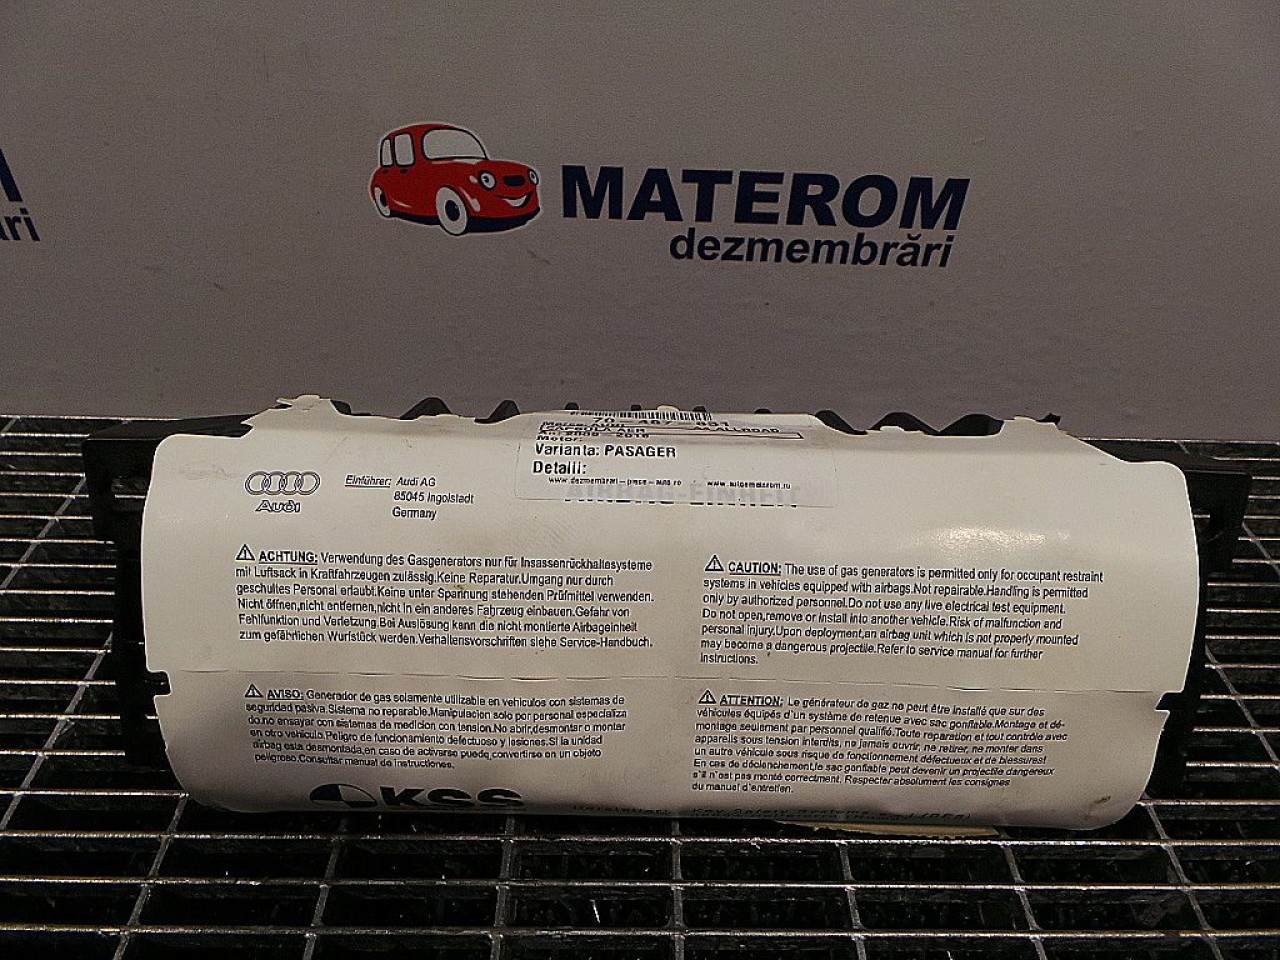 MATEROM
dezmembrări
ri
Varianta: PASAGER
Detalii:
AIRBAG-EINHEIT
Audi
Einführer: Audi AG
85045 Ingolstadt
Germany
ACHTUNG: Verwendung des Gasgenerators nur für Insassenrückhaltesysteme
mit Luftsack in Kraftfahrzeugen zulässig.Keine Reparatur.Umgang nur durch
geschultes Personal erlaubt.Keine unter Spannung stehenden Prüfmittel verwenden.
Nicht öffnen,nicht entfernen,nicht in ein anderes Fahrzeug einbauen.Gefahr von
Fehlfunktion und Verletzung.Bei Auslösung kann die nicht montierte Airbageinheit
zum gefährlichen Wurfstück werden.Verhaltensvorschriften siehe Service-Handbuch.
CAUTION: The use of gas generators is permitted only for occupant restraint
systems in vehicles equipped with airbags.Not repairable.Handling is permitted
only by authorized personnel.Do not use any live electrical test equipment.
Do not open,remove or install into another vehicle.Risk of malfunction and
personal injury.Upon deployment,an airbag unit which is not properly mounted
may become a dangerous projectile.Refer to service manual for further
instructions.
AVISO: Generador de gas solamente utilizable en vehiculos con sistemas de
seguridad pasiva.Sistema no reparable.Manipulacion solo por personal especializa
do.no ensayar con sistemas de medicion con tension.No abrir,desmontar o montar
en otro vehiculo.Peligro de funcionamiento defectuoso y lesiones.Si la unidad
airbag esta desmontada,en caso de activarse puede convertirse en un objeto
peligroso.Consultar manual de instrucciones.
ATTENTION: Le générateur de gaz ne peut être installé que sur des
véhicules équipés d'un système de retenue avec sac gonflable.Montage et dé-
montage seulement par personnel qualifié.Toute reparation et tout contrôle avec
appareils sous tension interdits, ne jamais ouvrir, ne retirer, ne monter dans
un autre véhicule sous risque de fonctionnement défectueux et de blessures!
En cas de déclenchement,le sac gonflable peut devenir un projectile dangereux
s'il n'est pas monté correctment. Respecter absolument les consignes
du manuel d'entretien.
KSS